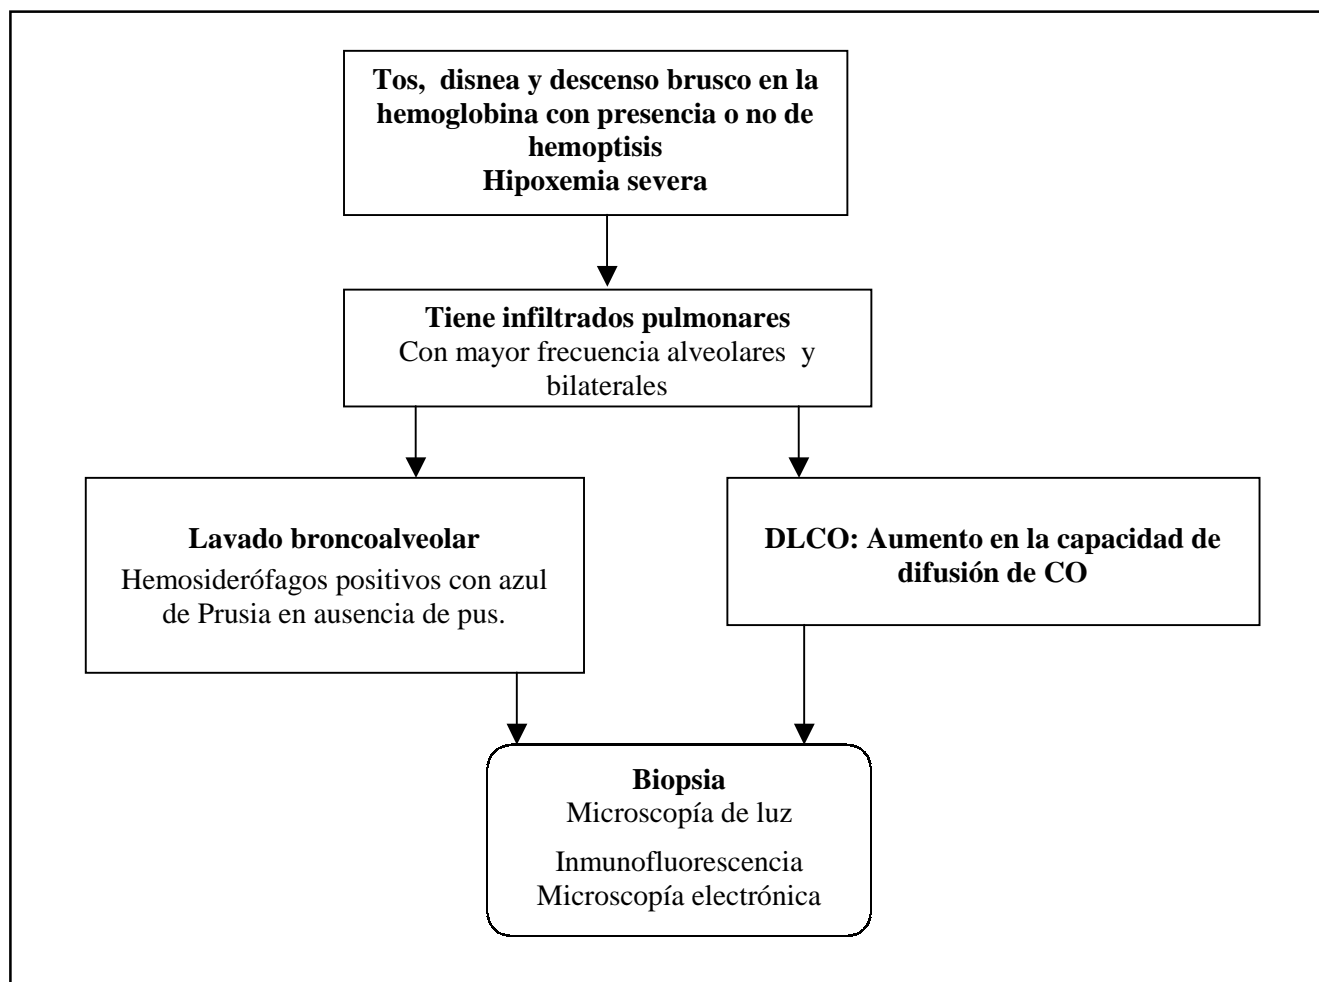 Tos, disnea y descenso brusco en la
hemoglobina con presencia o no de
hemoptisis
Hipoxemia severa
Tiene infiltrados pulmonares
Con mayor frecuencia alveolares y
bilaterales
Lavado broncoalveolar
Hemosiderófagos positivos con azul
de Prusia en ausencia de pus.
DLCO: Aumento en la capacidad de
difusión de CO
Biopsia
Microscopía de luz
Inmunofluorescencia
Microscopía electrónica